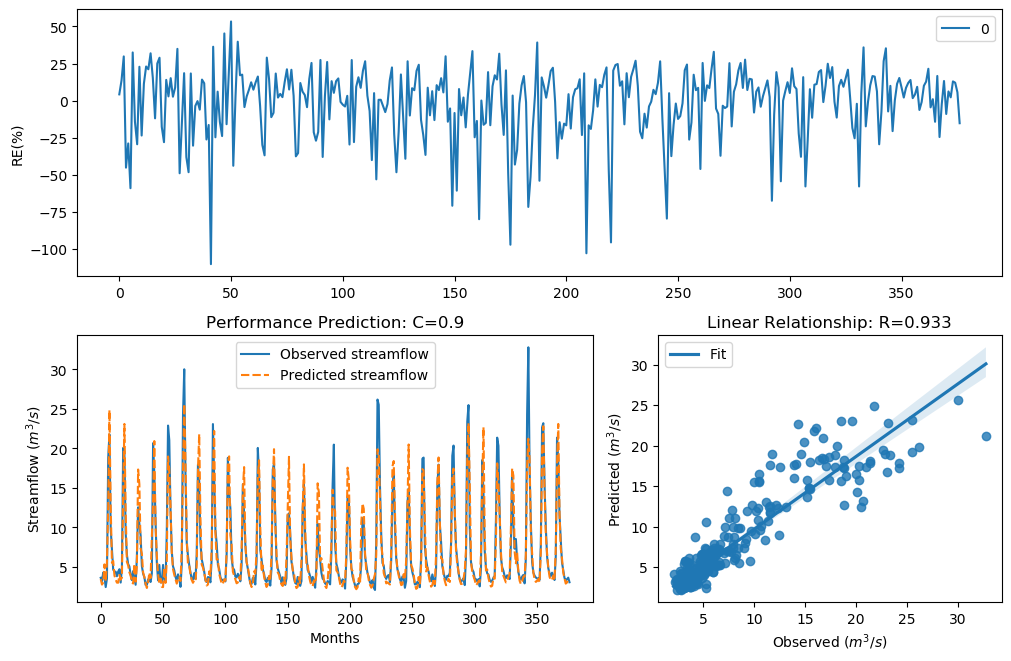 50
25
0
−25
−50
−75
−100
RE(%)
0
0 50 100 150 200 250 300 350
Performance Prediction: C=0.9
Observed streamflow
Predicted streamflow
30
25
20
15
10
5
Streamflow (m³/s)
0 50 100 150 200 250 300 350
Months
Linear Relationship: R=0.933
Fit
30
25
20
15
10
5
Predicted (m³/s)
5 10 15 20 25 30
Observed (m³/s)